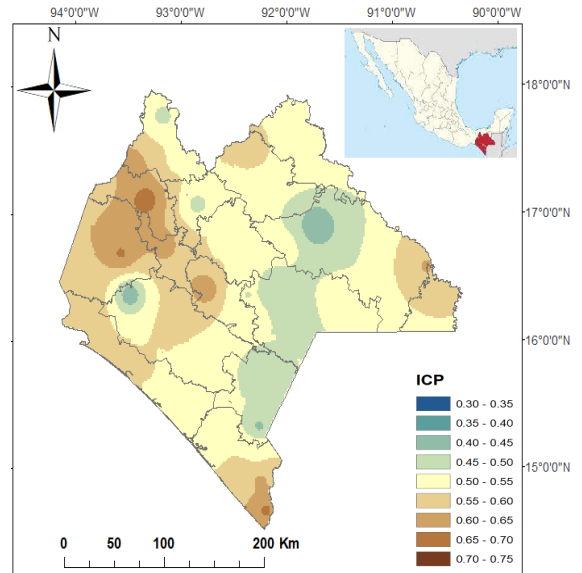 94°0'0"W 93°0'0"W 92°0'0"W 91°0'0"W 90°0'0"W
N
18°0'0"N
17°0'0"N
16°0'0"N
15°0'0"N
ICP
0.30 - 0.35
0.35 - 0.40
0.40 - 0.45
0.45 - 0.50
0.50 - 0.55
0.55 - 0.60
0.60 - 0.65
0.65 - 0.70
0.70 - 0.75
0 50 100 200 Km